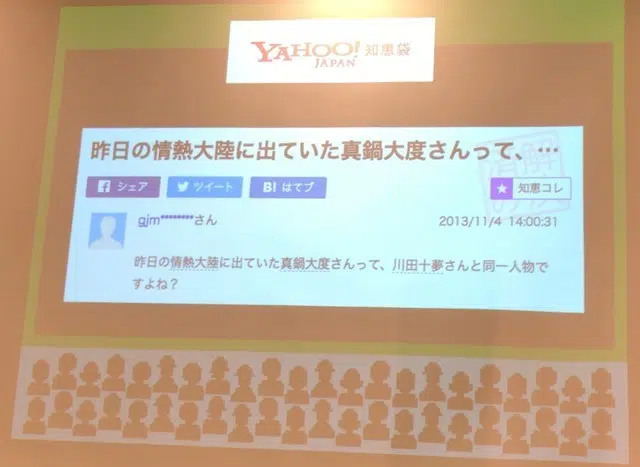 YAHOO! 知恵袋
JAPAN
昨日の情熱大陸に出ていた真鍋大度さんって、…
シェア
ツイート
B! はてブ
知恵コレ
gjm********さん
2013/11/4 14:00:31
昨日の情熱大陸に出ていた真鍋大度さんって、川田十夢さんと同一人物で
すよね？